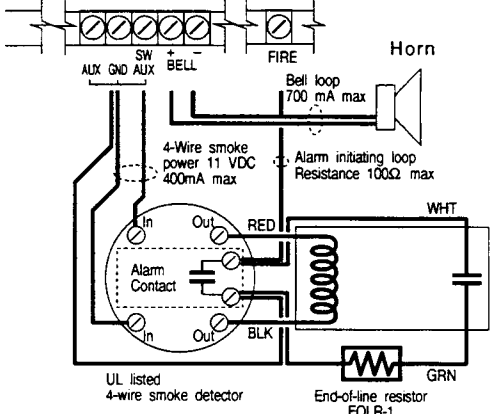 SW
AUX GND AUX
+ −
BELL
FIRE
Horn
Bell loop
700 mA max
4-Wire smoke
power 11 VDC
400mA max
Alarm initiating loop
Resistance 100Ω max
In
Out
RED
WHT
Alarm
Contact
In
Out
BLK
GRN
UL listed
4-wire smoke detector
End-of-line resistor
EOLR-1